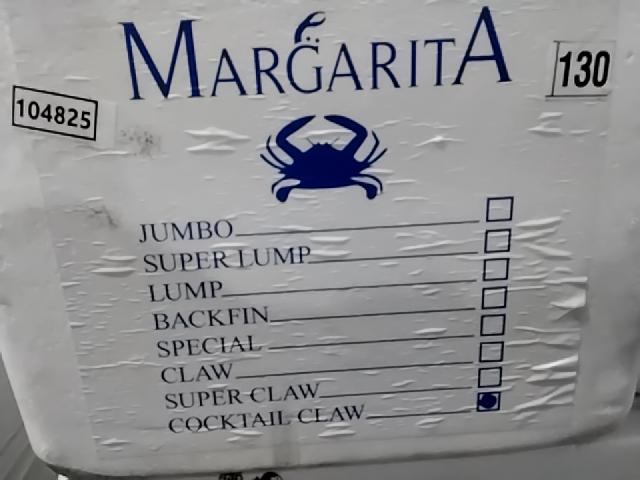 MARGARITA
130
104825
JUMBO
SUPER LUMP
LUMP
BACKFIN
SPECIAL
CLAW
SUPER CLAW
COCKTAIL CLAW